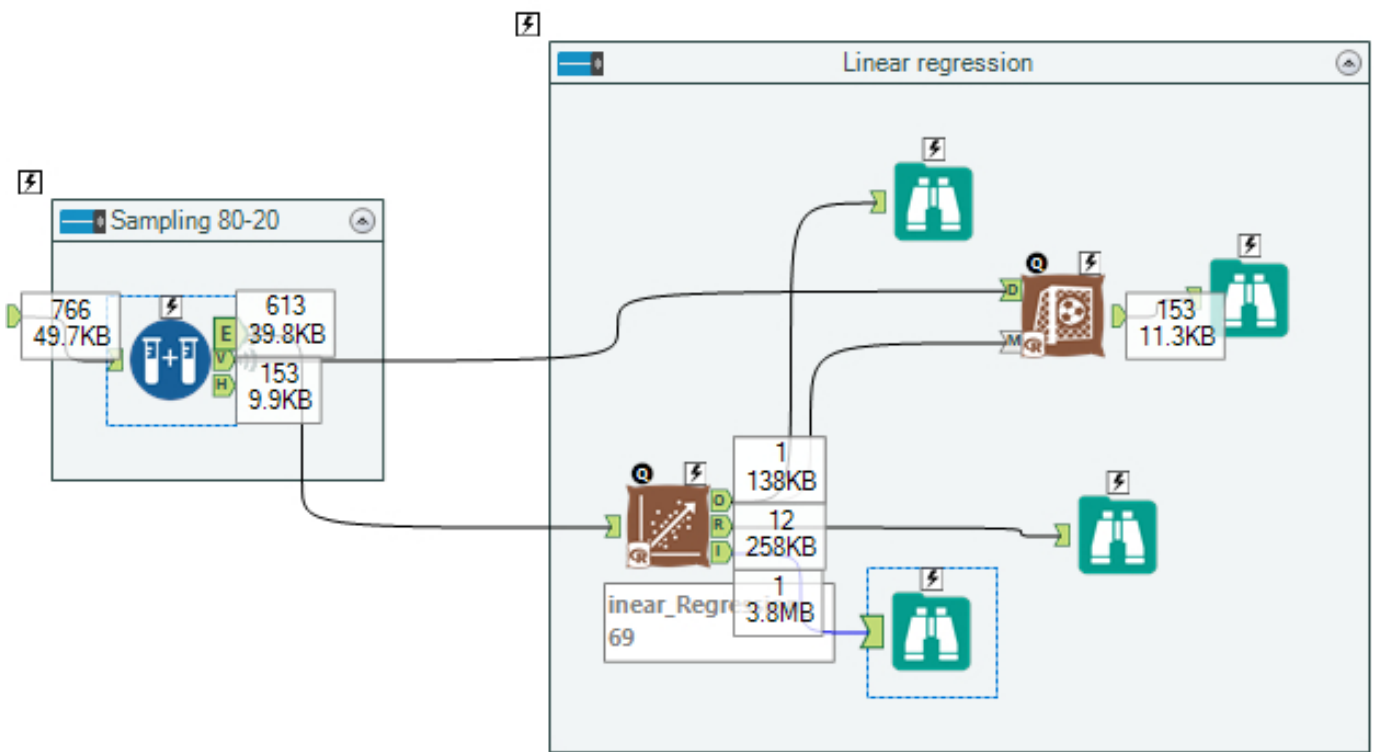 Linear regression
Sampling 80-20
766
49.7KB
613
39.8KB
153
9.9KB
E
V
H
Q
D
M
R
153
11.3KB
Q
O
R
I
R
1
138KB
12
258KB
1
3.8MB
inear_Regres
69